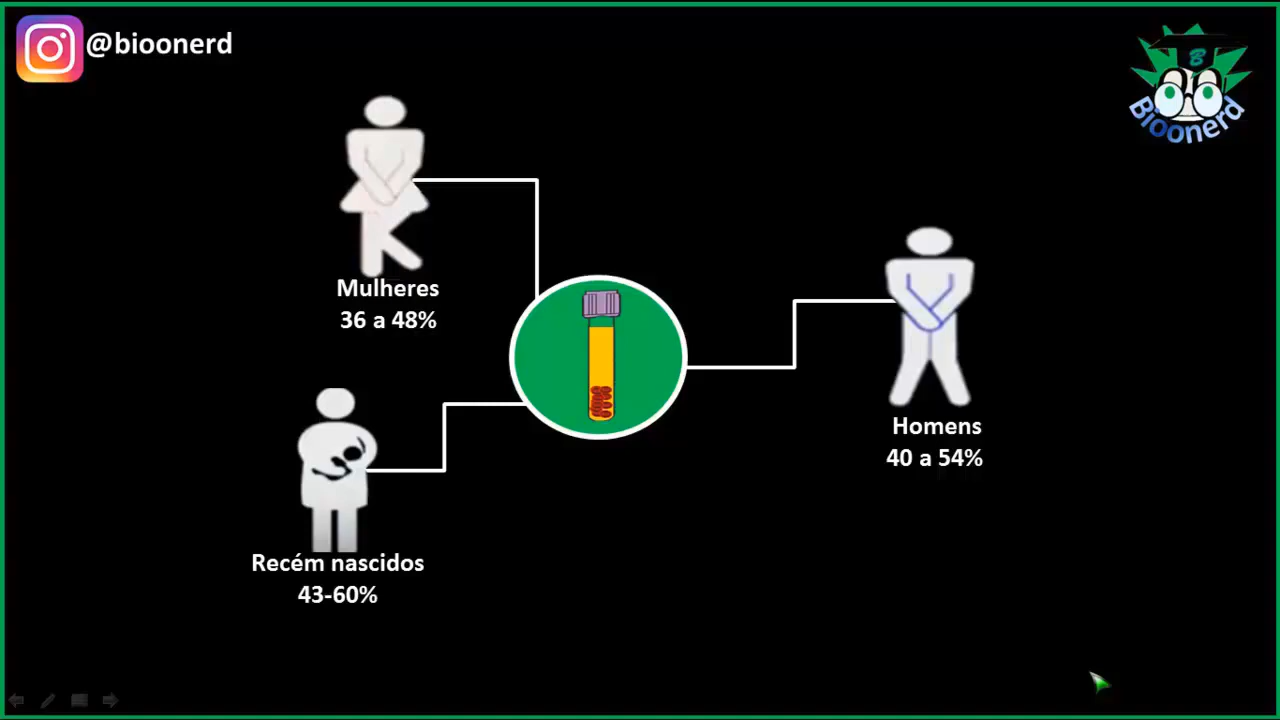 @bioonerd
B
Bioonerd
Mulheres
36 a 48%
Homens
40 a 54%
Recém nascidos
43-60%